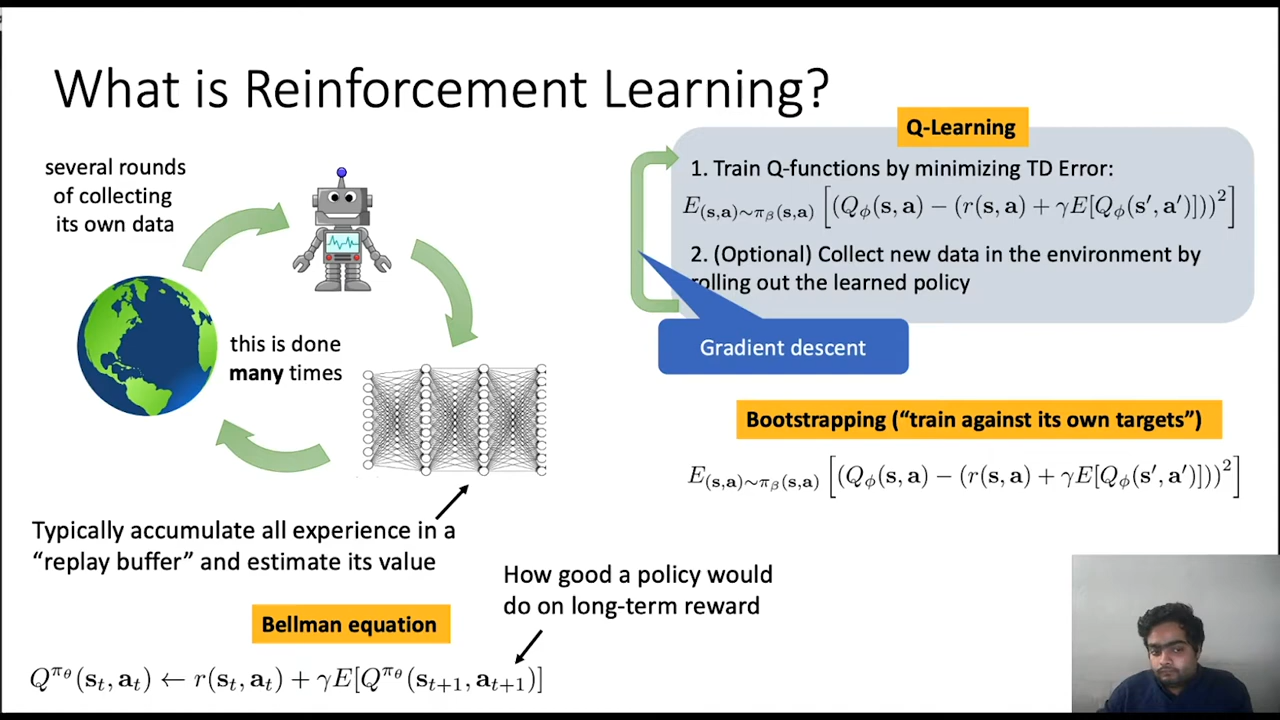 What is Reinforcement Learning?
several rounds
of collecting
its own data
this is done
many times
Typically accumulate all experience in a
“replay buffer” and estimate its value
How good a policy would
do on long-term reward
Bellman equation
Q^{π_θ}(s_t, a_t) ← r(s_t, a_t) + γE[Q^{π_θ}(s_{t+1}, a_{t+1})]
Q-Learning
1. Train Q-functions by minimizing TD Error:
E_{(s,a)∼π_β(s,a)} [(Q_ϕ(s, a) − (r(s, a) + γE[Q_ϕ(s′, a′)]))^2]
2. (Optional) Collect new data in the environment by
rolling out the learned policy
Gradient descent
Bootstrapping (“train against its own targets”)
E_{(s,a)∼π_β(s,a)} [(Q_ϕ(s, a) − (r(s, a) + γE[Q_ϕ(s′, a′)]))^2]